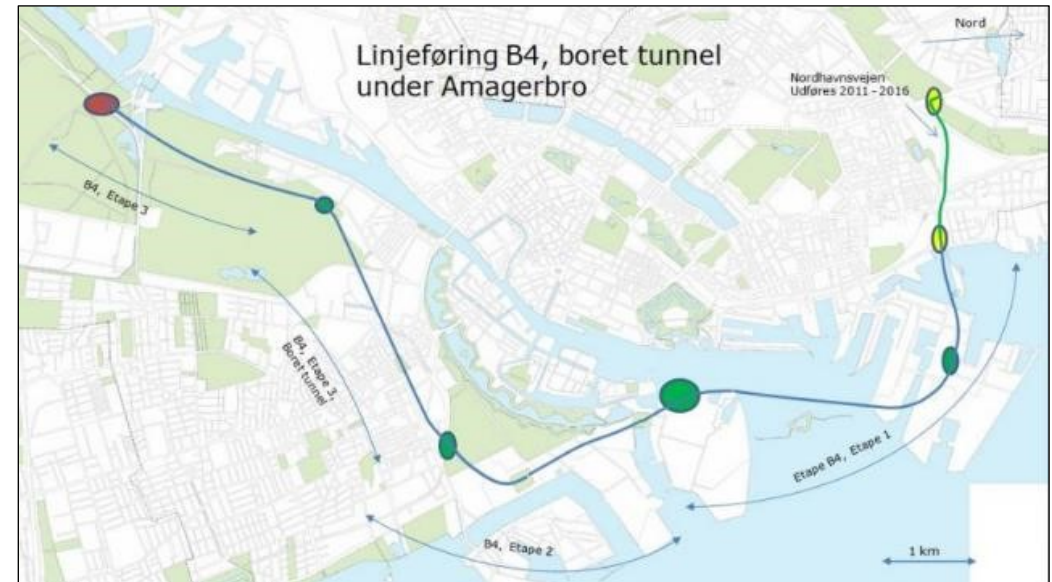 Linjeføring B4, boret tunnel
under Amagerbro
Nord
Nordhavnsvejen
Udføres 2011 - 2016
B4, Etape 3
B4, Etape 3,
Boret tunnel
Etape B4, Etape 1
B4, Etape 2
1 km